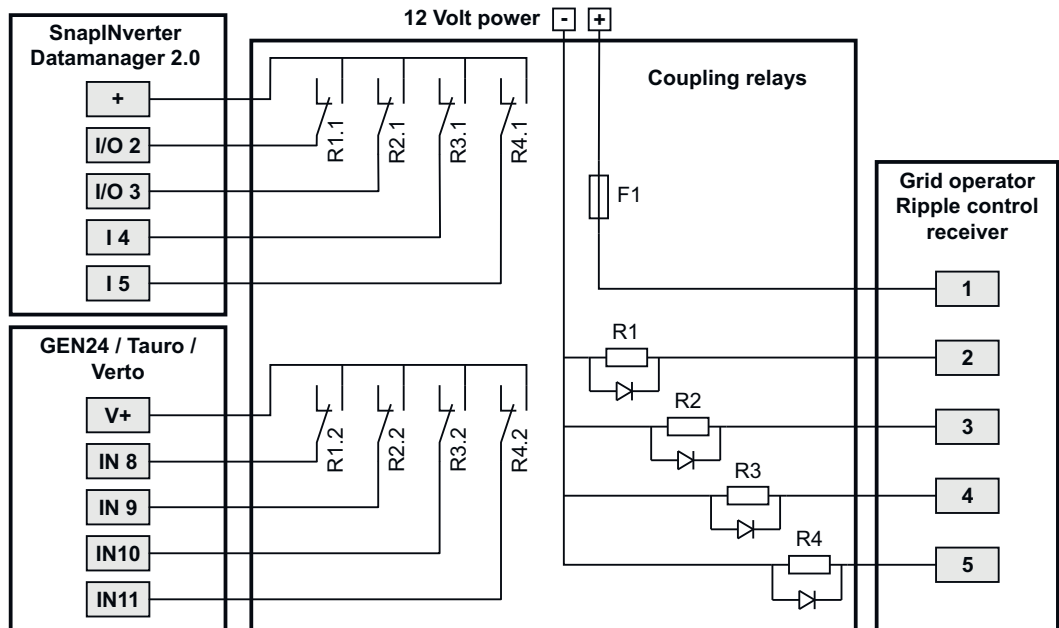 12 Volt power - +
SnapINverter
Datamanager 2.0
+
I/O 2
I/O 3
I 4
I 5
R1.1
R2.1
R3.1
R4.1
Coupling relays
F1
Grid operator
Ripple control
receiver
1
2
3
4
5
R1
R2
R3
R4
GEN24 / Tauro /
Verto
V+
IN 8
IN 9
IN10
IN11
R1.2
R2.2
R3.2
R4.2